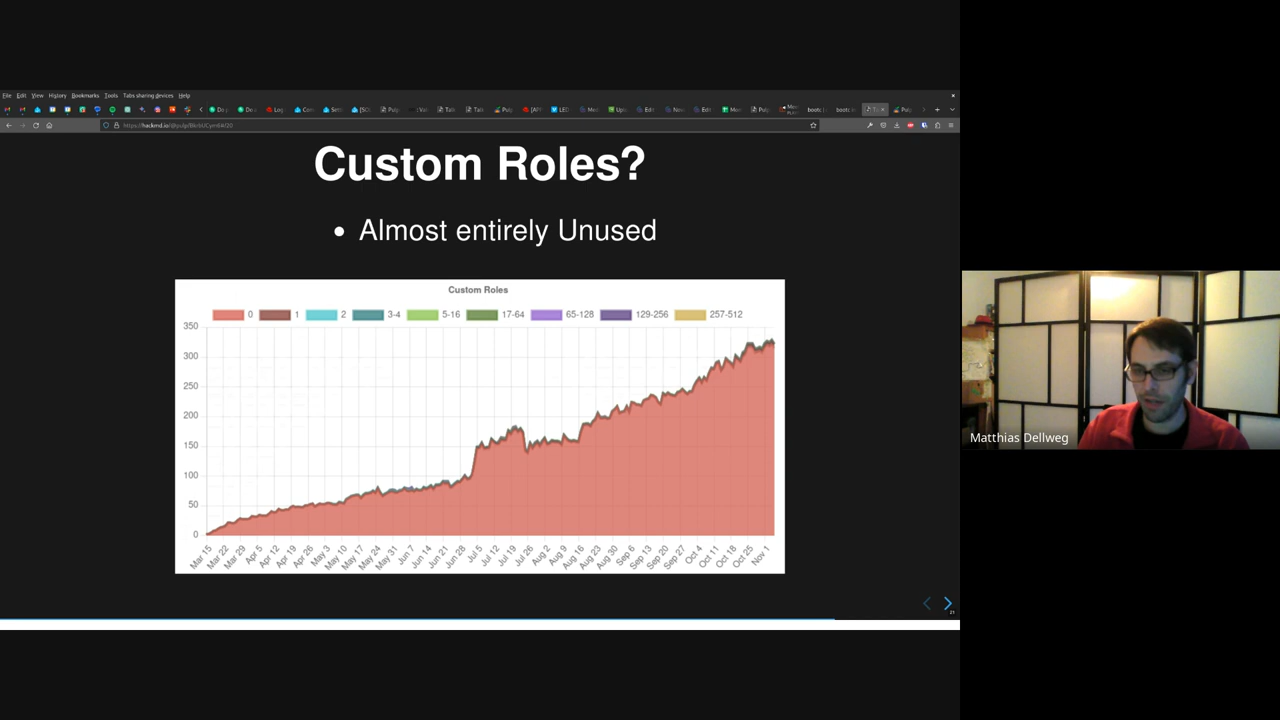 File Edit View History Bookmarks Tools Tabs sharing devices Help
Custom Roles?
Almost entirely Unused
Custom Roles
0 1 2 3-4 5-16 17-64 65-128 129-256 257-512
350
300
250
200
150
100
50
0
Mar 15 Mar 22 Mar 29 Apr 5 Apr 12 Apr 19 Apr 26 May 3 May 10 May 17 May 24 May 31 Jun 7 Jun 14 Jun 21 Jun 28 Jul 5 Jul 12 Jul 19 Jul 26 Aug 2 Aug 9 Aug 16 Aug 23 Aug 30 Sep 6 Sep 13 Sep 20 Sep 27 Oct 4 Oct 11 Oct 18 Oct 25 Nov 1
21
Matthias Dellweg